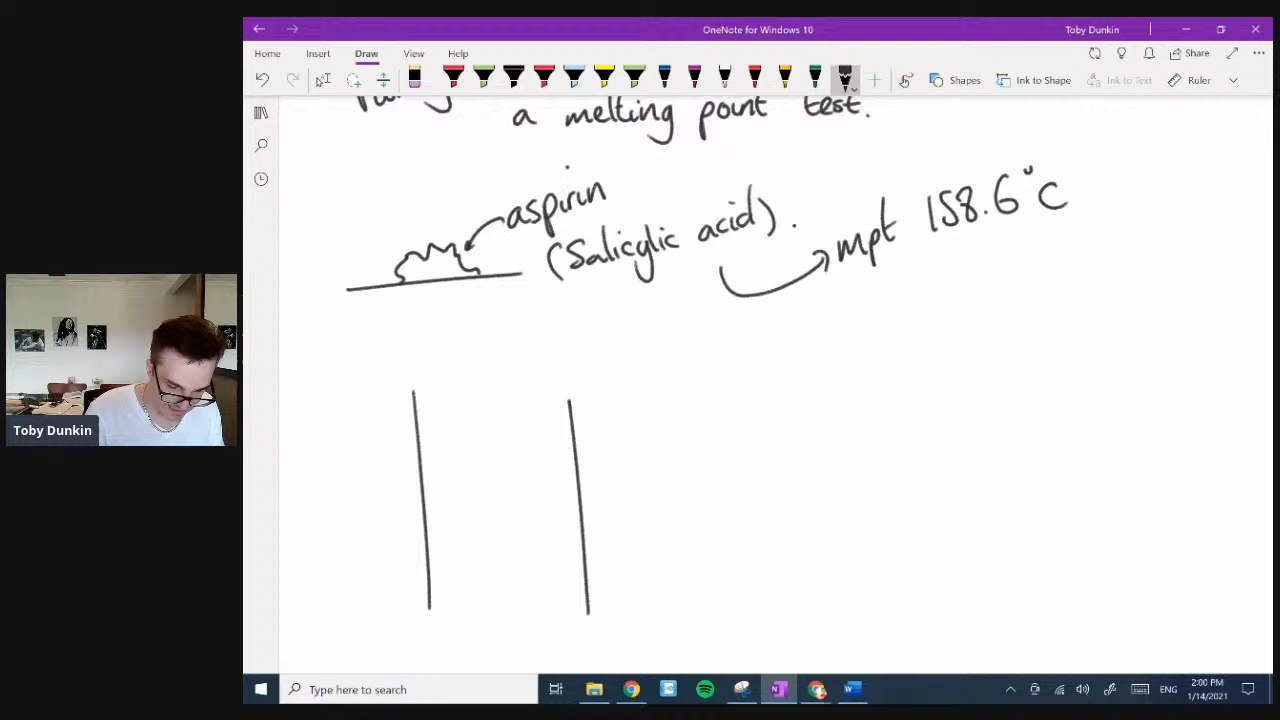 OneNote for Windows 10
Toby Dunkin
Home Insert Draw View Help
Share
Shapes
Ink to Shape
Ink to Text
Ruler
a melting point test.
aspirin
(Salicylic acid).
mpt 158.6°C
Toby Dunkin
Type here to search
ENG
2:00 PM
1/14/2021